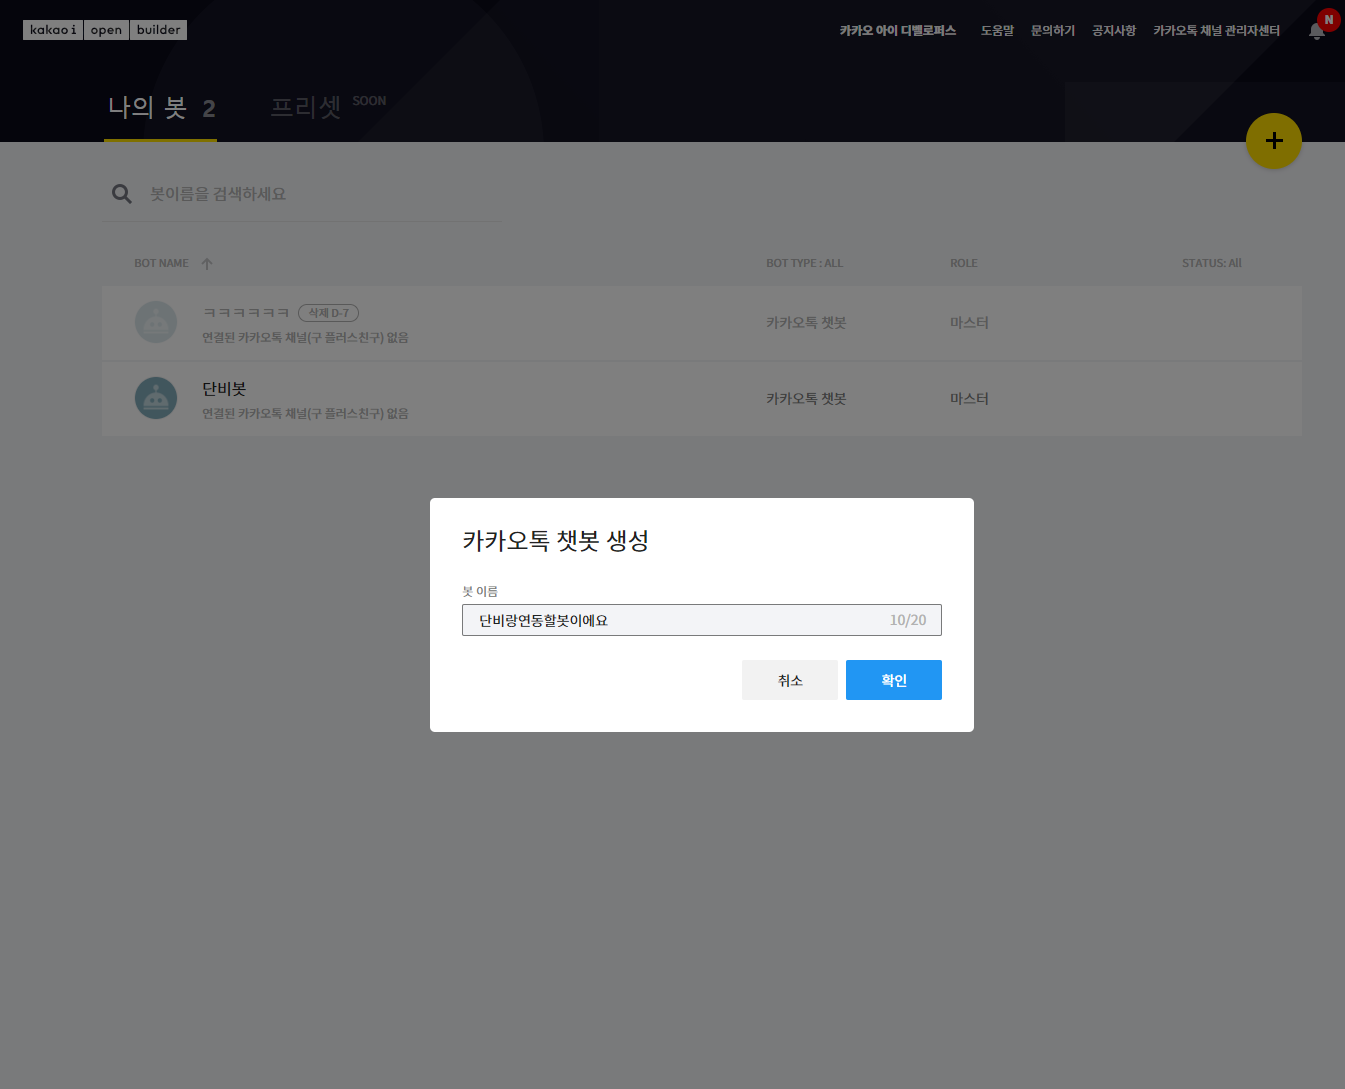 kakao i open builder
카카오 아이 디벨로퍼스 도움말 문의하기 공지사항 카카오톡 채널 관리자센터 N
나의 봇 2 프리셋 SOON
+
봇이름을 검색하세요
BOT NAME BOT TYPE : ALL ROLE STATUS: All
ㅋㅋㅋㅋㅋㅋ 삭제 D-7
카카오톡 챗봇 마스터
연결된 카카오톡 채널(구 플러스친구) 없음
단비봇
카카오톡 챗봇 마스터
연결된 카카오톡 채널(구 플러스친구) 없음
카카오톡 챗봇 생성
봇 이름
단비랑연동할봇이에요 10/20
취소 확인